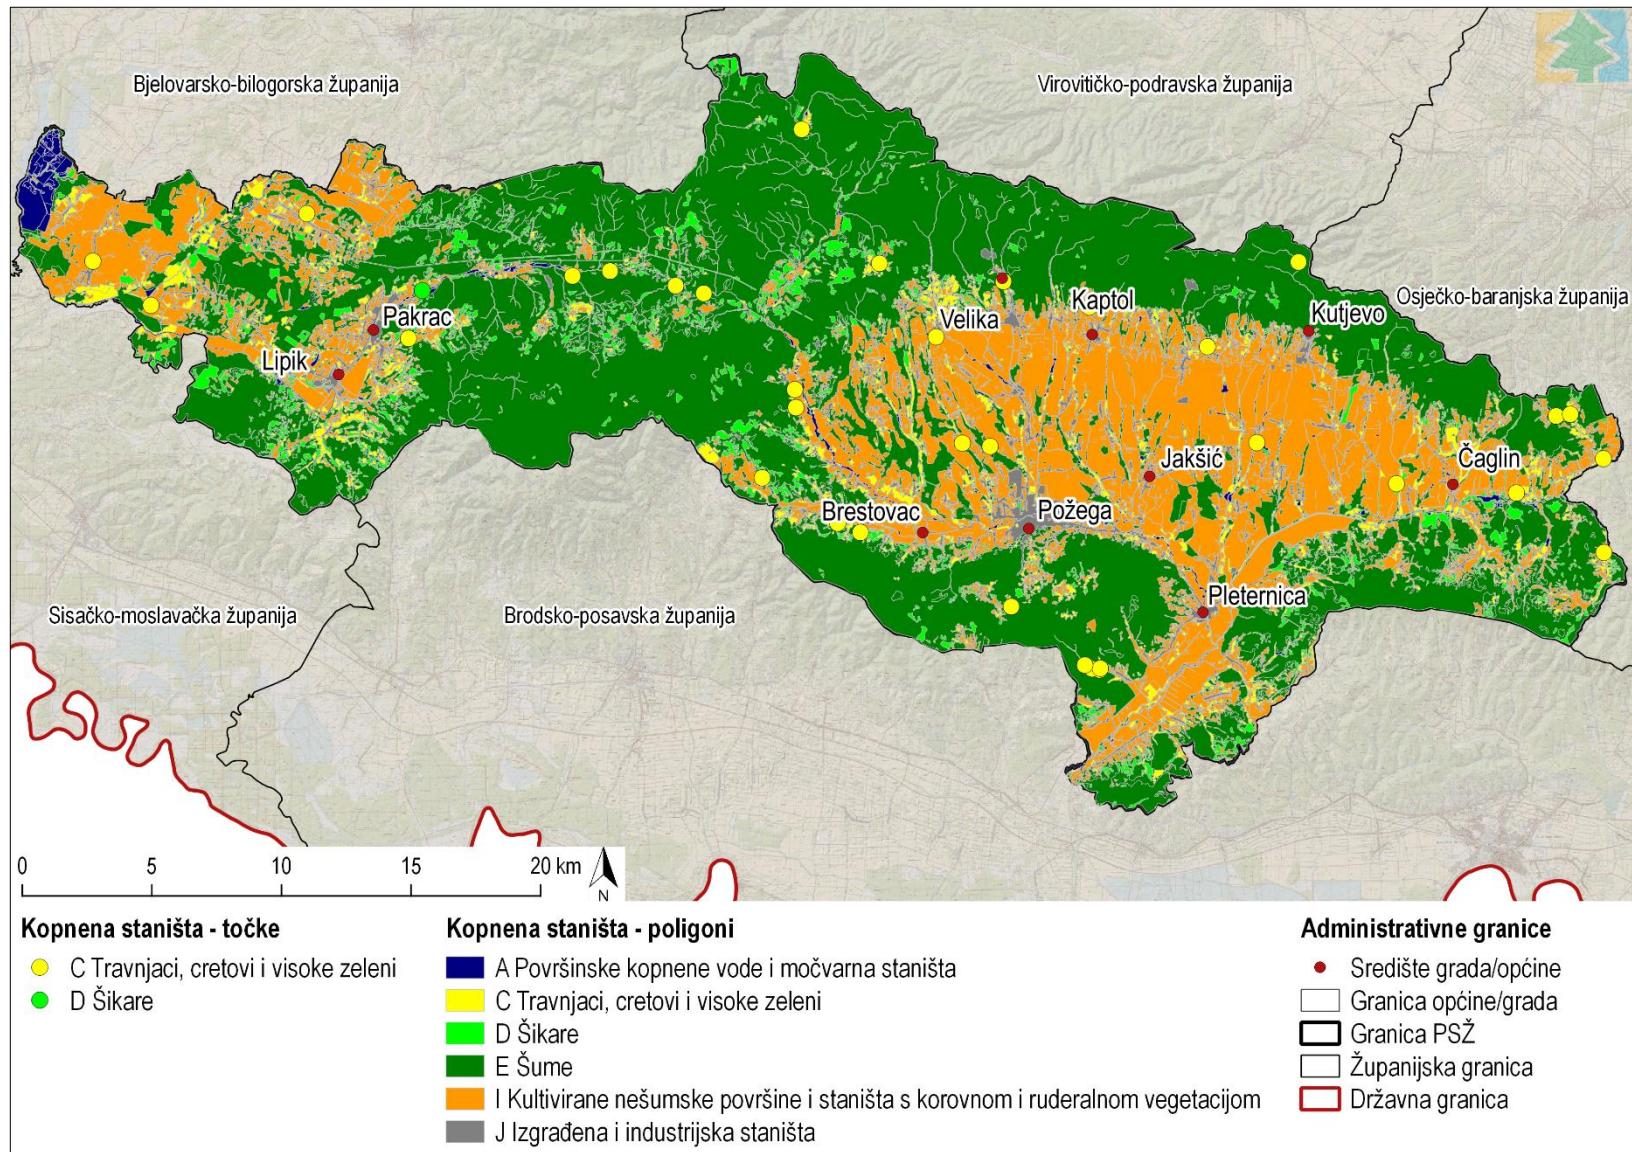 Bjelovarsko-bilogorska županija
Virovitičko-podravska županija
Osječko-baranjska županija
Pakrac
Lipik
Velika
Kaptol
Kutjevo
Jakšić
Čaglin
Brestovac
Požega
Pleternica
Sisačko-moslavačka županija
Brodsko-posavska županija
0 5 10 15 20 km
N
Kopnena staništa - točke
C Travnjaci, cretovi i visoke zeleni
D Šikare
Kopnena staništa - poligoni
A Površinske kopnene vode i močvarna staništa
C Travnjaci, cretovi i visoke zeleni
D Šikare
E Šume
I Kultivirane nešumske površine i staništa s korovnom i ruderalnom vegetacijom
J Izgrađena i industrijska staništa
Administrativne granice
Središte grada/općine
Granica općine/grada
Granica PSŽ
Županijska granica
Državna granica